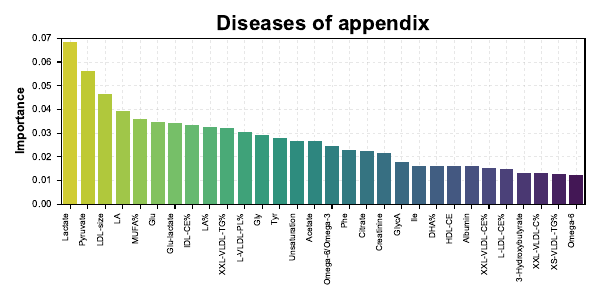 Diseases of appendix
Importance
0.07
0.06
0.05
0.04
0.03
0.02
0.01
0.00
Lactate
Pyruvate
LDL-size
LA
MUFA%
Glu
Glu-lactate
IDL-CE%
LA%
XXL-VLDL-TG%
L-VLDL-PL%
Gly
Tyr
Unsaturation
Acetate
Omega-6/Omega-3
Phe
Citrate
Creatinine
GlycA
Ile
DHA%
HDL-CE
Albumin
XXL-VLDL-CE%
L-LDL-CE%
3-Hydroxybutyrate
XXL-VLDL-C%
XS-VLDL-TG%
Omega-6